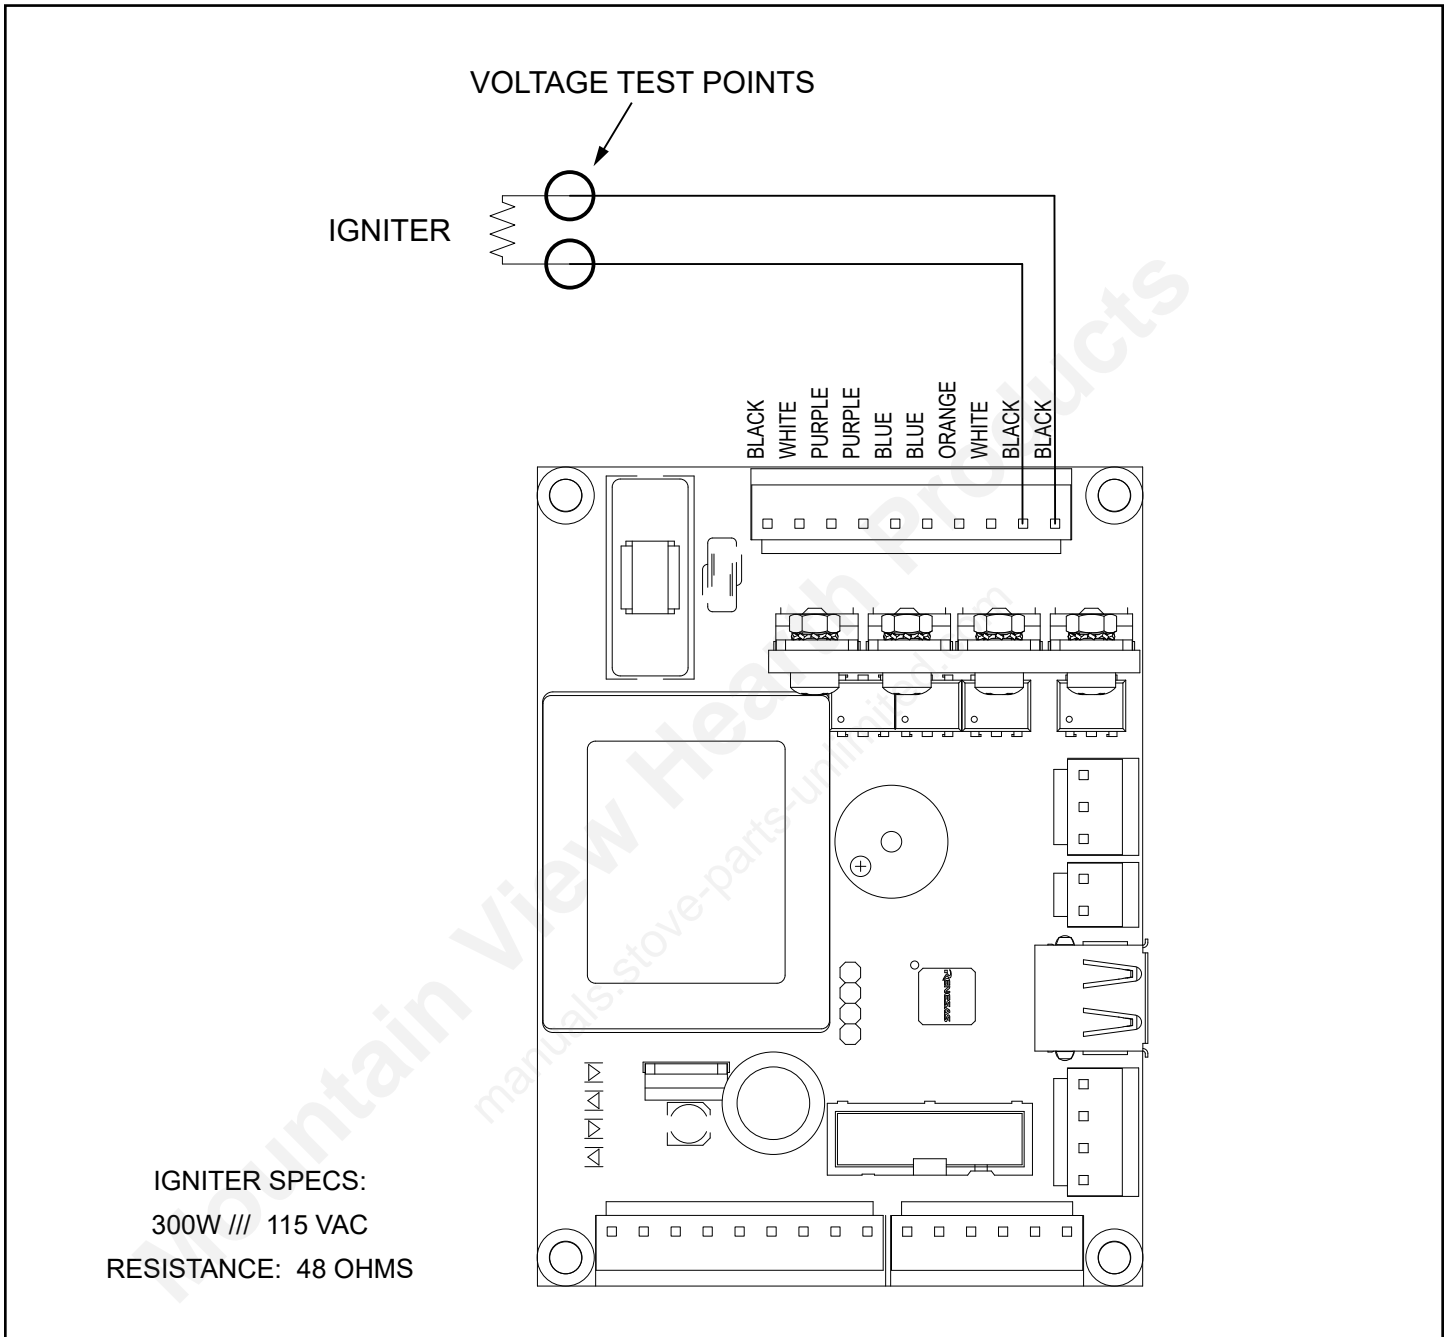 VOLTAGE TEST POINTS
IGNITER
BLACK
WHITE
PURPLE
PURPLE
BLUE
BLUE
ORANGE
WHITE
BLACK
BLACK
Mountain View Hearth Products
manuals.stove-parts-unlimited.com
RENESAS
IGNITER SPECS:
300W /// 115 VAC
RESISTANCE: 48 OHMS